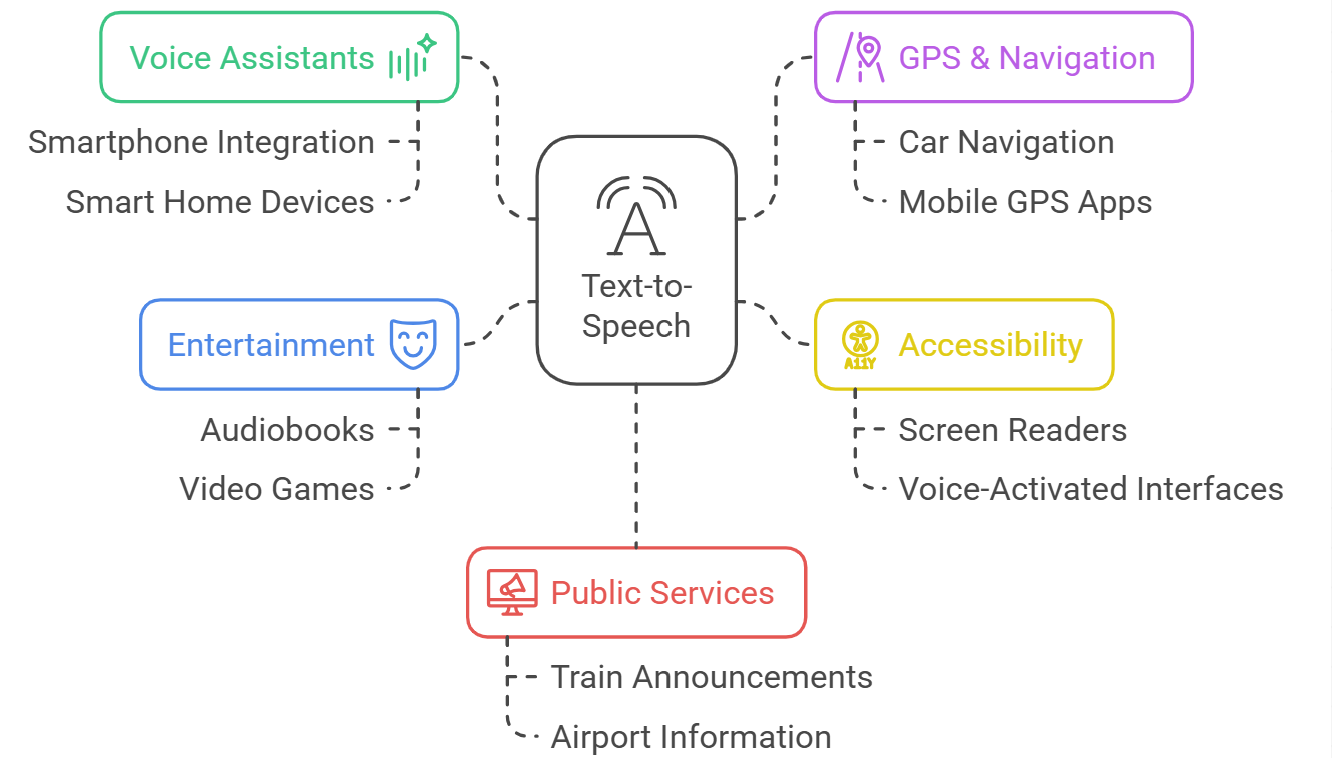 Voice Assistants
Smartphone Integration
Smart Home Devices
GPS & Navigation
Car Navigation
Mobile GPS Apps
Text-to-
Speech
Entertainment
Audiobooks
Video Games
Accessibility
A11Y
Screen Readers
Voice-Activated Interfaces
Public Services
Train Announcements
Airport Information